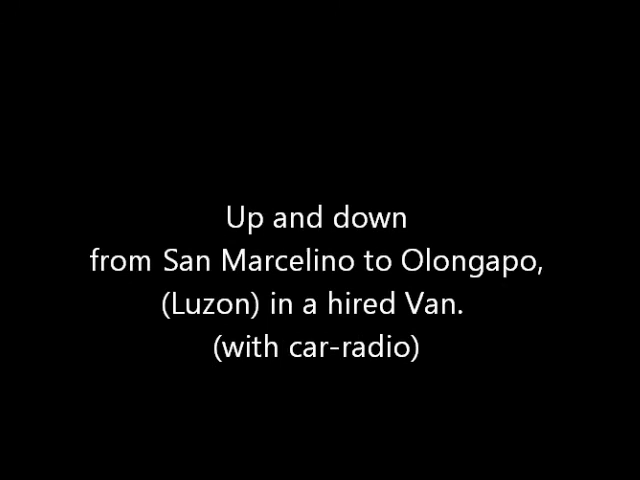 Up and down
from San Marcelino to Olongapo,
(Luzon) in a hired Van.
(with car-radio)